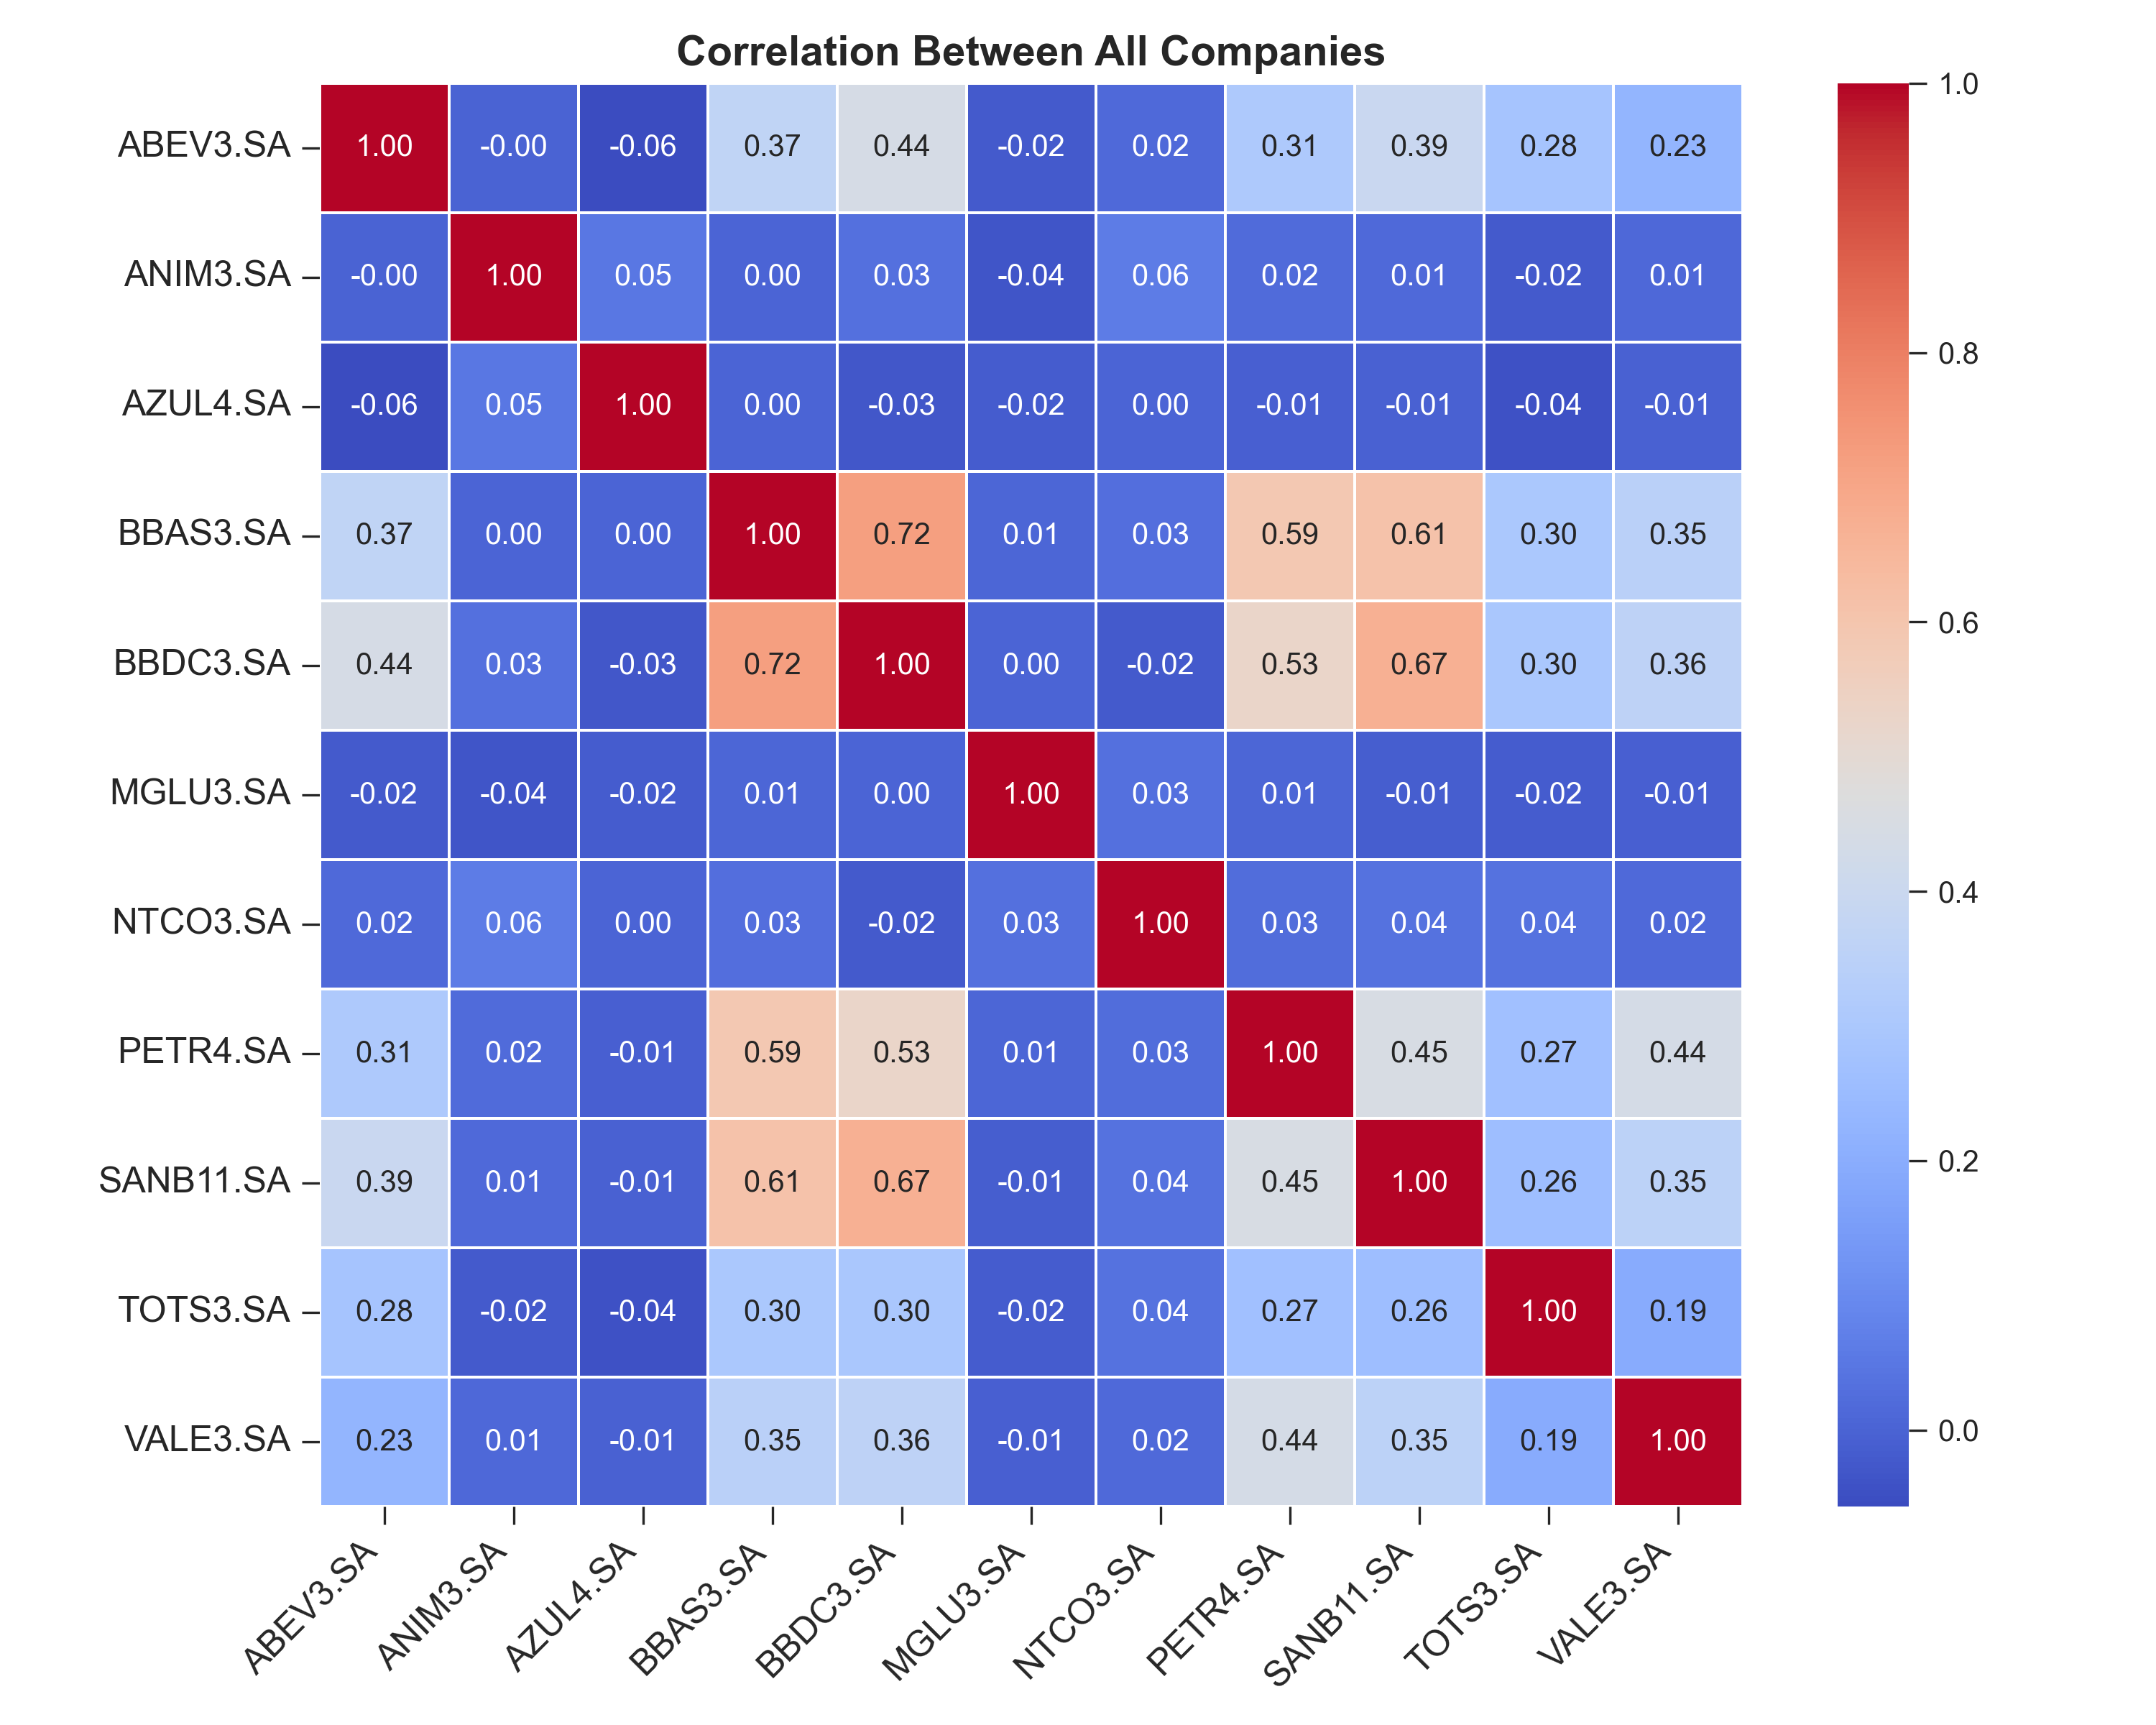 Correlation Between All Companies
ABEV3.SA 1.00 -0.00 -0.06 0.37 0.44 -0.02 0.02 0.31 0.39 0.28 0.23
ANIM3.SA -0.00 1.00 0.05 0.00 0.03 -0.04 0.06 0.02 0.01 -0.02 0.01
AZUL4.SA -0.06 0.05 1.00 0.00 -0.03 -0.02 0.00 -0.01 -0.01 -0.04 -0.01
BBAS3.SA 0.37 0.00 0.00 1.00 0.72 0.01 0.03 0.59 0.61 0.30 0.35
BBDC3.SA 0.44 0.03 -0.03 0.72 1.00 0.00 -0.02 0.53 0.67 0.30 0.36
MGLU3.SA -0.02 -0.04 -0.02 0.01 0.00 1.00 0.03 0.01 -0.01 -0.02 -0.01
NTCO3.SA 0.02 0.06 0.00 0.03 -0.02 0.03 1.00 0.03 0.04 0.04 0.02
PETR4.SA 0.31 0.02 -0.01 0.59 0.53 0.01 0.03 1.00 0.45 0.27 0.44
SANB11.SA 0.39 0.01 -0.01 0.61 0.67 -0.01 0.04 0.45 1.00 0.26 0.35
TOTS3.SA 0.28 -0.02 -0.04 0.30 0.30 -0.02 0.04 0.27 0.26 1.00 0.19
VALE3.SA 0.23 0.01 -0.01 0.35 0.36 -0.01 0.02 0.44 0.35 0.19 1.00
ABEV3.SA ANIM3.SA AZUL4.SA BBAS3.SA BBDC3.SA MGLU3.SA NTCO3.SA PETR4.SA SANB11.SA TOTS3.SA VALE3.SA
1.0
0.8
0.6
0.4
0.2
0.0